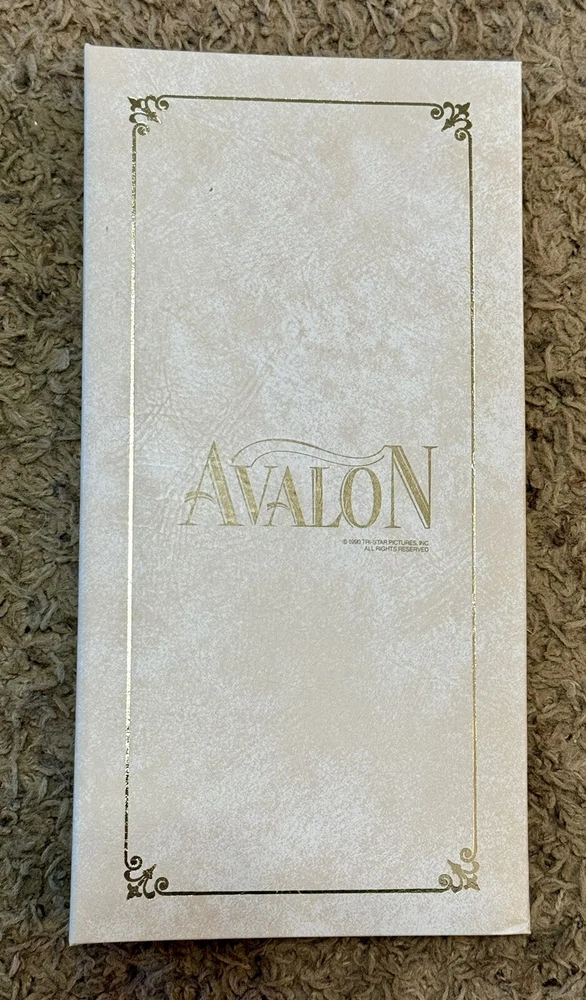 AVALON
© 1990 TRI-STAR PICTURES, INC.
ALL RIGHTS RESERVED